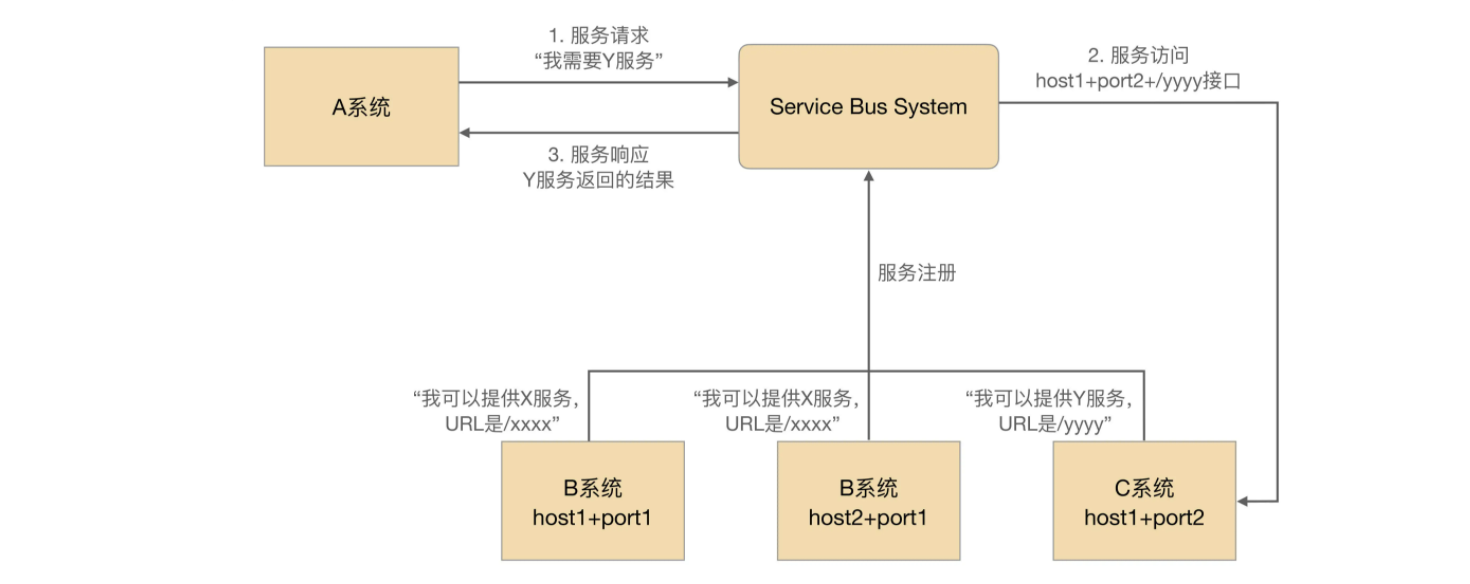 1. 服务请求
“我需要Y服务”
A系统
Service Bus System
2. 服务访问
host1+port2+/yyyy接口
3. 服务响应
Y服务返回的结果
服务注册
“我可以提供X服务，
URL是/xxxx”
“我可以提供X服务，
URL是/xxxx”
“我可以提供Y服务，
URL是/yyyy”
B系统
host1+port1
B系统
host2+port1
C系统
host1+port2